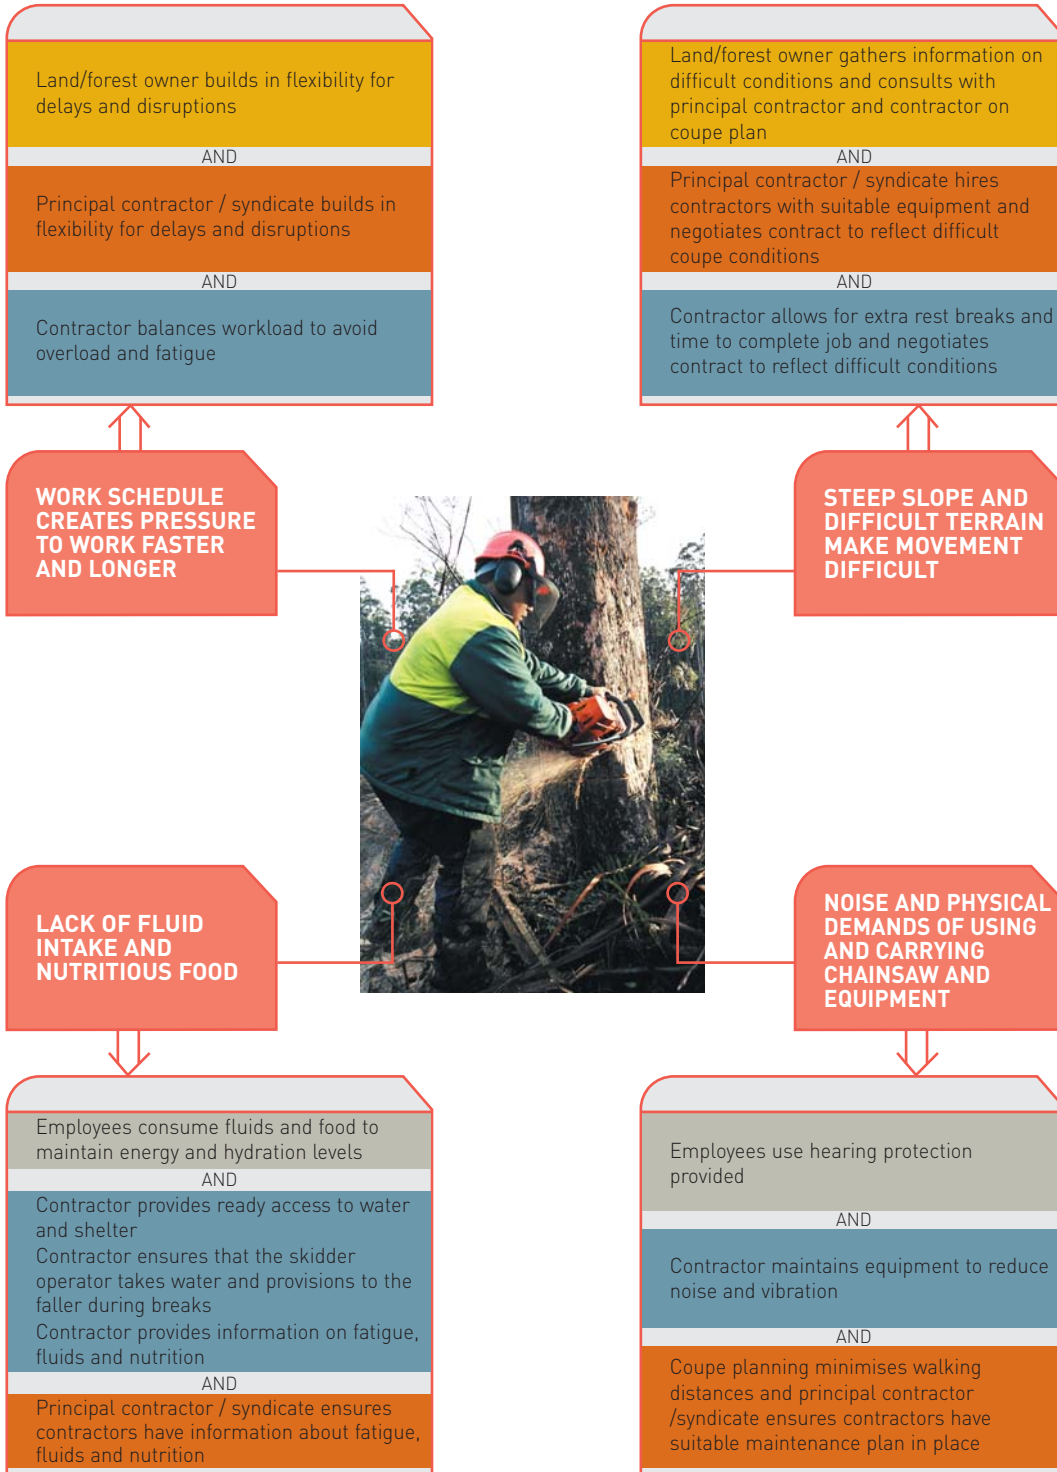 Land/forest owner builds in flexibility for
delays and disruptions
AND
Principal contractor / syndicate builds in
flexibility for delays and disruptions
AND
Contractor balances workload to avoid
overload and fatigue
Land/forest owner gathers information on
difficult conditions and consults with
principal contractor and contractor on
coupe plan
AND
Principal contractor / syndicate hires
contractors with suitable equipment and
negotiates contract to reflect difficult
coupe conditions
AND
Contractor allows for extra rest breaks and
time to complete job and negotiates
contract to reflect difficult conditions
WORK SCHEDULE
CREATES PRESSURE
TO WORK FASTER
AND LONGER
STEEP SLOPE AND
DIFFICULT TERRAIN
MAKE MOVEMENT
DIFFICULT
LACK OF FLUID
INTAKE AND
NUTRITIOUS FOOD
NOISE AND PHYSICAL
DEMANDS OF USING
AND CARRYING
CHAINSAW AND
EQUIPMENT
Employees consume fluids and food to
maintain energy and hydration levels
AND
Contractor provides ready access to water
and shelter
Contractor ensures that the skidder
operator takes water and provisions to the
faller during breaks
Contractor provides information on fatigue,
fluids and nutrition
AND
Principal contractor / syndicate ensures
contractors have information about fatigue,
fluids and nutrition
Employees use hearing protection
provided
AND
Contractor maintains equipment to reduce
noise and vibration
AND
Coupe planning minimises walking
distances and principal contractor
/syndicate ensures contractors have
suitable maintenance plan in place